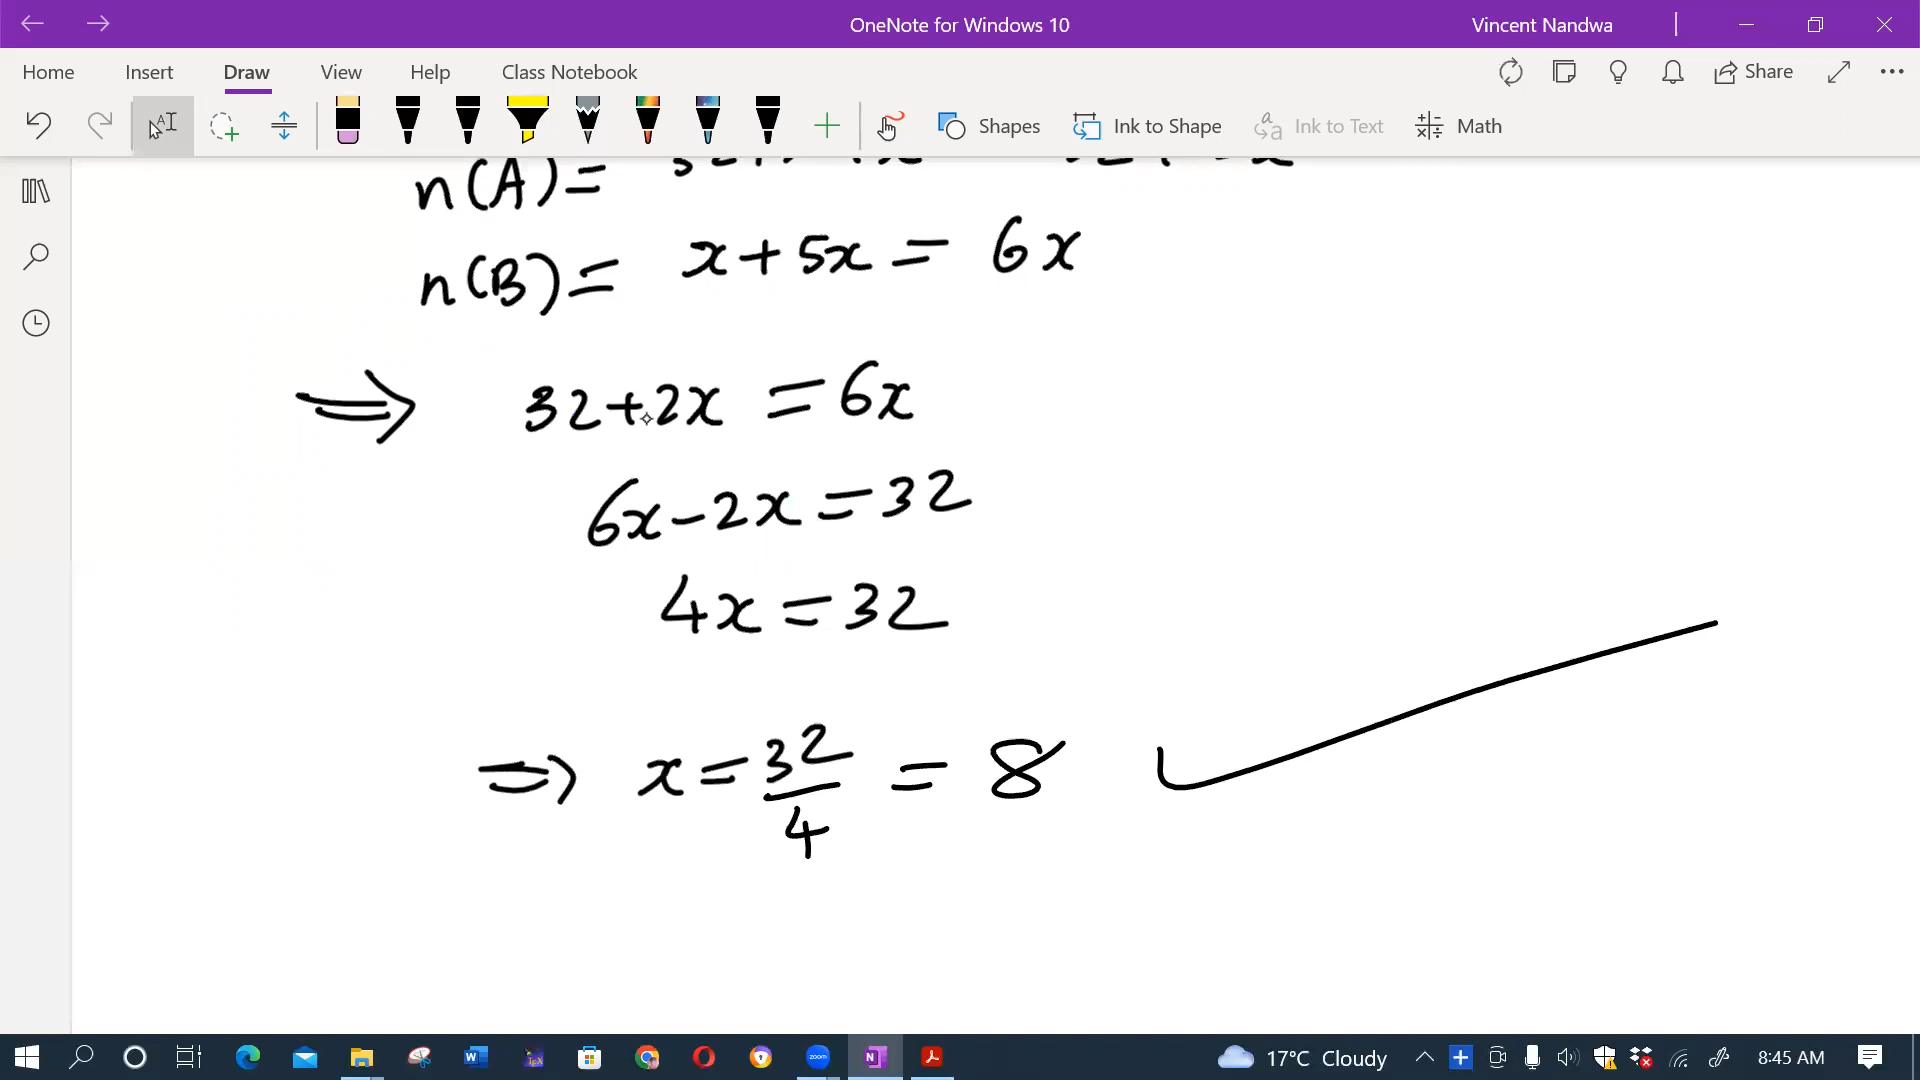 OneNote for Windows 10
Vincent Nandwa
Home Insert Draw View Help Class Notebook
Share
Shapes Ink to Shape Ink to Text Math
n(A)=
n(B)= x+5x = 6x
⇒ 32+2x = 6x
6x-2x=32
4x=32
⇒ x=32/4 = 8
17°C Cloudy
8:45 AM